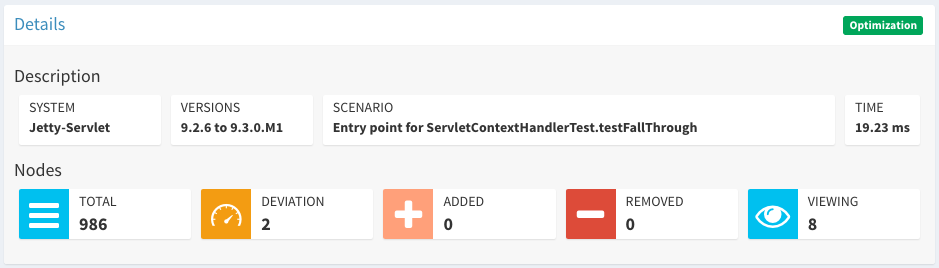 Details
Optimization
Description
SYSTEM
Jetty-Servlet
VERSIONS
9.2.6 to 9.3.0.M1
SCENARIO
Entry point for ServletContextHandlerTest.testFallThrough
TIME
19.23 ms
Nodes
TOTAL
986
DEVIATION
2
ADDED
0
REMOVED
0
VIEWING
8